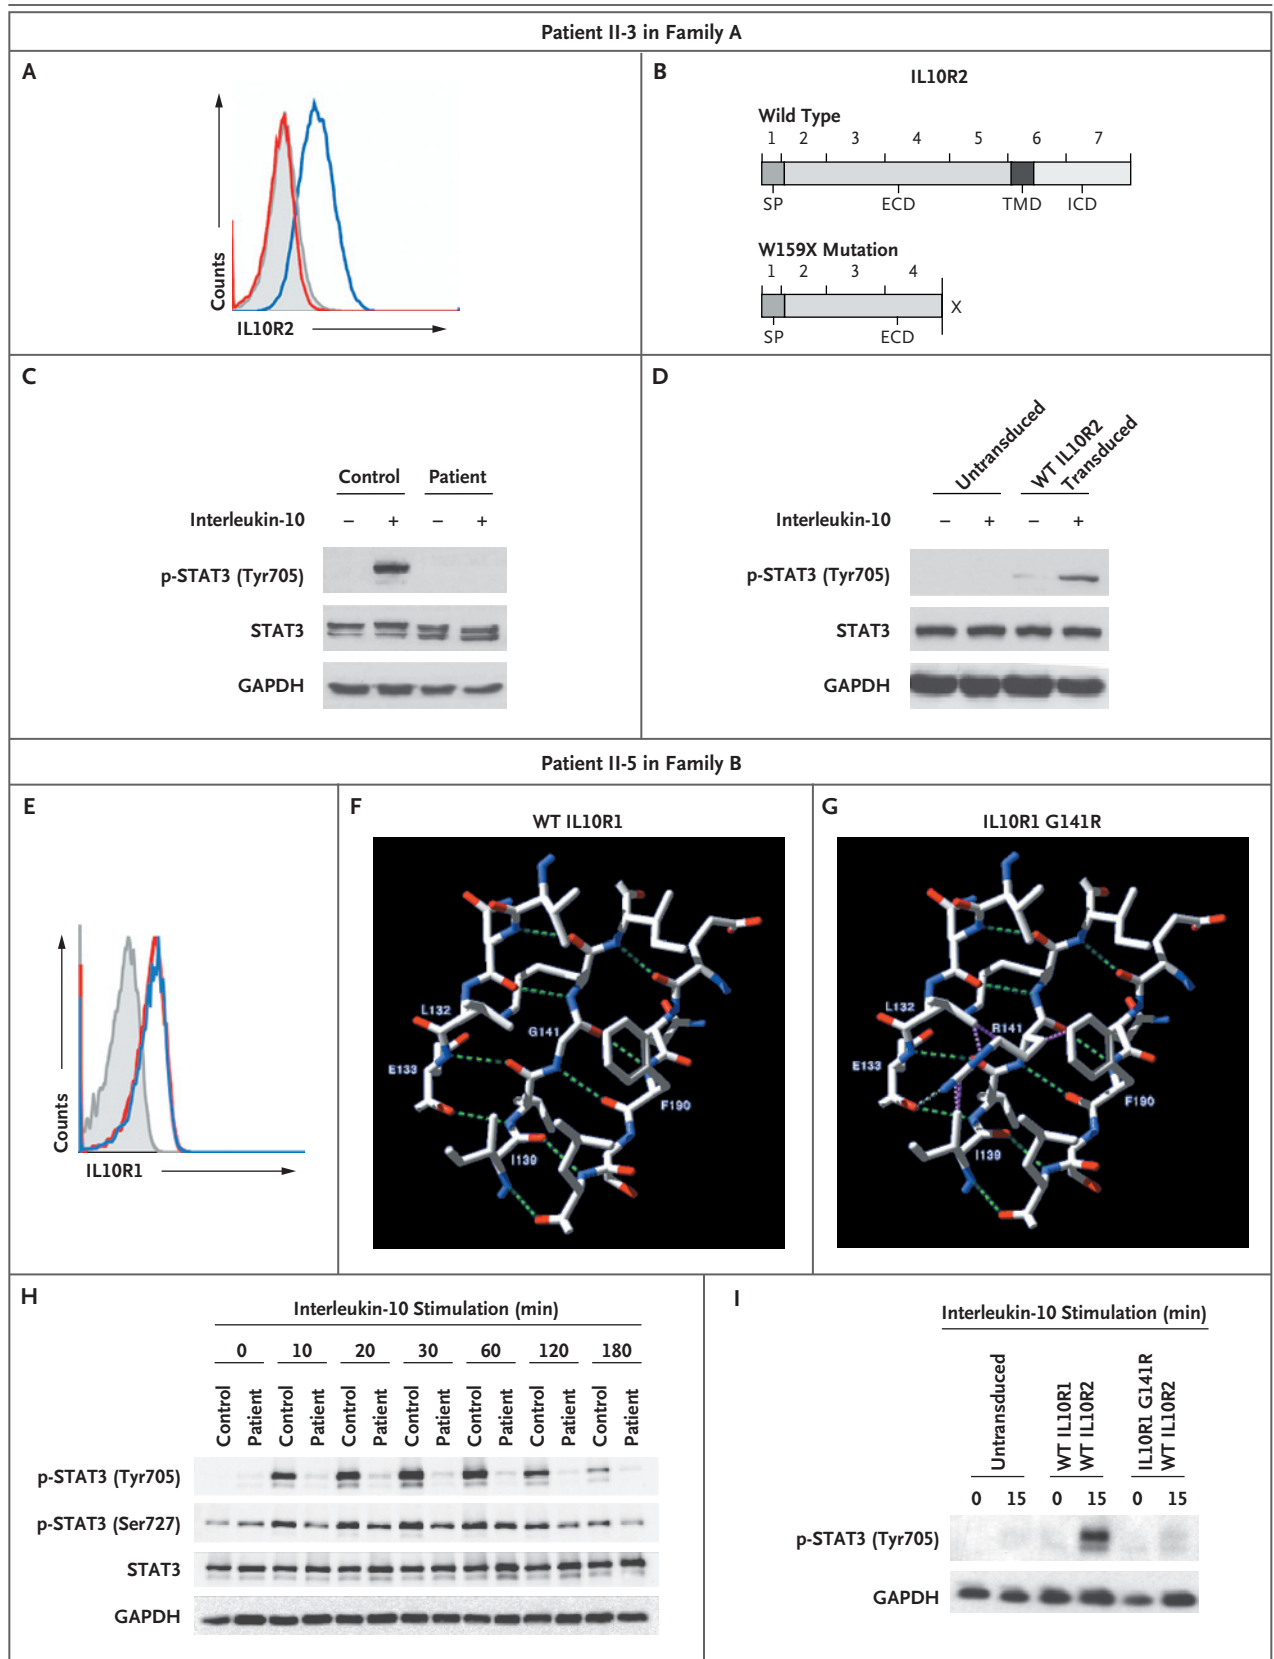 Patient II-3 in Family A
A
Counts
IL10R2
B
IL10R2
Wild Type
1 2 3 4 5 6 7
SP ECD TMD ICD
W159X Mutation
1 2 3 4
X
SP ECD
C
Control Patient
Interleukin-10 – + – +
p-STAT3 (Tyr705)
STAT3
GAPDH
D
Untransduced
WT IL10R2
Transduced
Interleukin-10 – + – +
p-STAT3 (Tyr705)
STAT3
GAPDH
Patient II-5 in Family B
E
Counts
IL10R1
F
WT IL10R1
L132
G141
E133
F190
I139
G
IL10R1 G141R
L132
R141
E133
F190
I139
H
Interleukin-10 Stimulation (min)
0 10 20 30 60 120 180
Control Patient Control Patient Control Patient Control Patient Control Patient Control Patient Control Patient
p-STAT3 (Tyr705)
p-STAT3 (Ser727)
STAT3
GAPDH
I
Interleukin-10 Stimulation (min)
Untransduced
WT IL10R1
WT IL10R2
IL10R1 G141R
WT IL10R2
0 15 0 15 0 15
p-STAT3 (Tyr705)
GAPDH